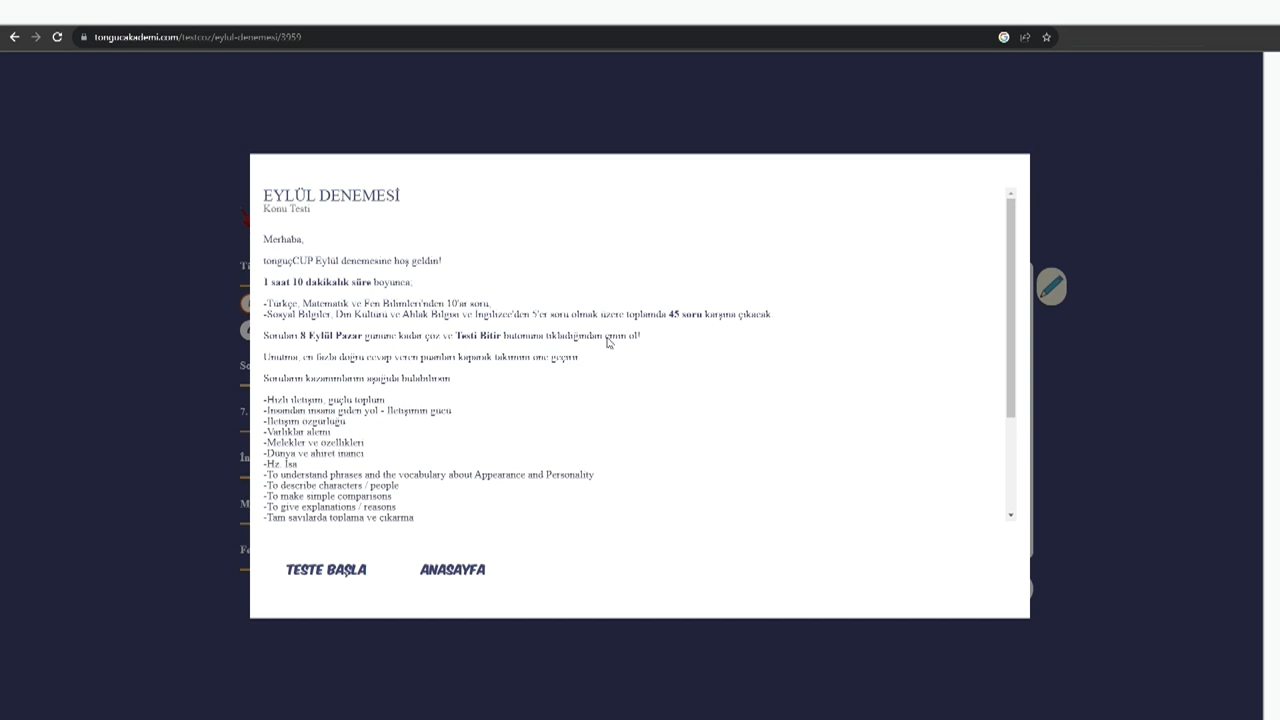 tongucakademi.com/testcoz/eylul-denemesi/3959
EYLÜL DENEMESİ
Konu Testi
Merhaba,
tonguçCUP Eylül denemesine hoş geldin!
1 saat 10 dakikalık süre boyunca;
-Türkçe, Matematik ve Fen Bilimleri'nden 10'ar soru,
-Sosyal Bilgiler, Din Kültürü ve Ahlak Bilgisi ve İngilizce'den 5'er soru olmak üzere toplamda 45 soru karşına çıkacak
Soruları 8 Eylül Pazar gününe kadar çöz ve Testi Bitir butonuna tıkladığından emin ol!
Unutma, en fazla doğru cevap veren puanları kaparak takımını öne geçirir
Soruların kazanımlarını aşağıda bulabilirsin
-Hızlı iletişim, güçlü toplum
-İnsandan insana giden yol - İletişimin gücü
-İletişim özgürlüğü
-Varlıklar alemi
-Melekler ve özellikleri
-Dünya ve ahiret inancı
-Hz. İsa
-To understand phrases and the vocabulary about Appearance and Personality
-To describe characters / people
-To make simple comparisons
-To give explanations / reasons
-Tam sayılarda toplama ve çıkarma
TESTE BAŞLA ANASAYFA